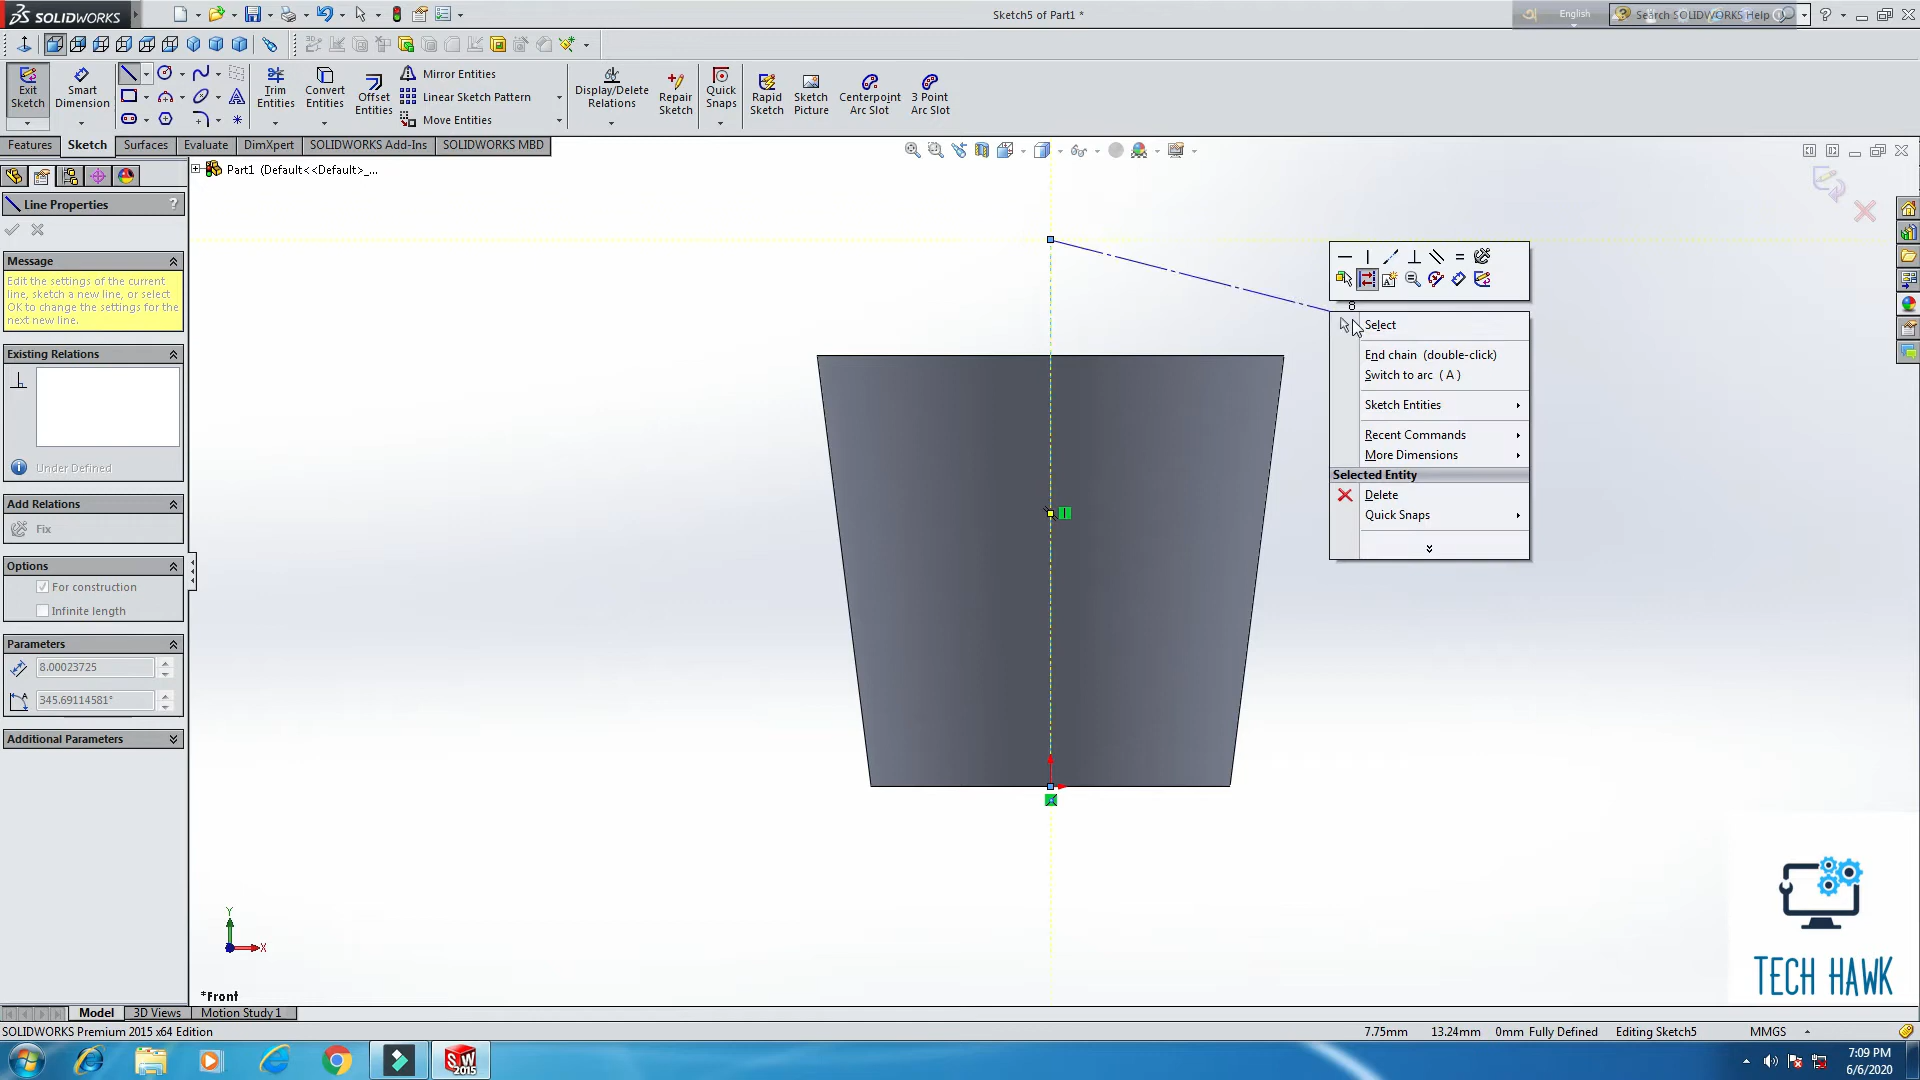 SOLIDWORKS
Sketch5 of Part1 *
English
Search SOLIDWORKS Help
Exit Sketch
Smart Dimension
Trim Entities
Convert Entities
Offset Entities
Mirror Entities
Linear Sketch Pattern
Move Entities
Display/Delete Relations
Repair Sketch
Quick Snaps
Rapid Sketch
Sketch Picture
Centerpoint Arc Slot
3 Point Arc Slot
Features
Sketch
Surfaces
Evaluate
DimXpert
SOLIDWORKS Add-Ins
SOLIDWORKS MBD
Part1 (Default<<Default>_...
Line Properties
?
Message
Edit the settings of the current
line, sketch a new line, or select
OK to change the settings for the
next new line.
Existing Relations
Under Defined
Add Relations
Fix
Options
For construction
Infinite length
Parameters
8.00023725
345.69114581°
Additional Parameters
8
Select
End chain (double-click)
Switch to arc ( A )
Sketch Entities
Recent Commands
More Dimensions
Selected Entity
Delete
Quick Snaps
Y
X
*Front
TECH HAWK
Model
3D Views
Motion Study 1
SOLIDWORKS Premium 2015 x64 Edition
7.75mm
13.24mm
0mm
Fully Defined
Editing Sketch5
MMGS
SW
2015
7:09 PM
6/6/2020